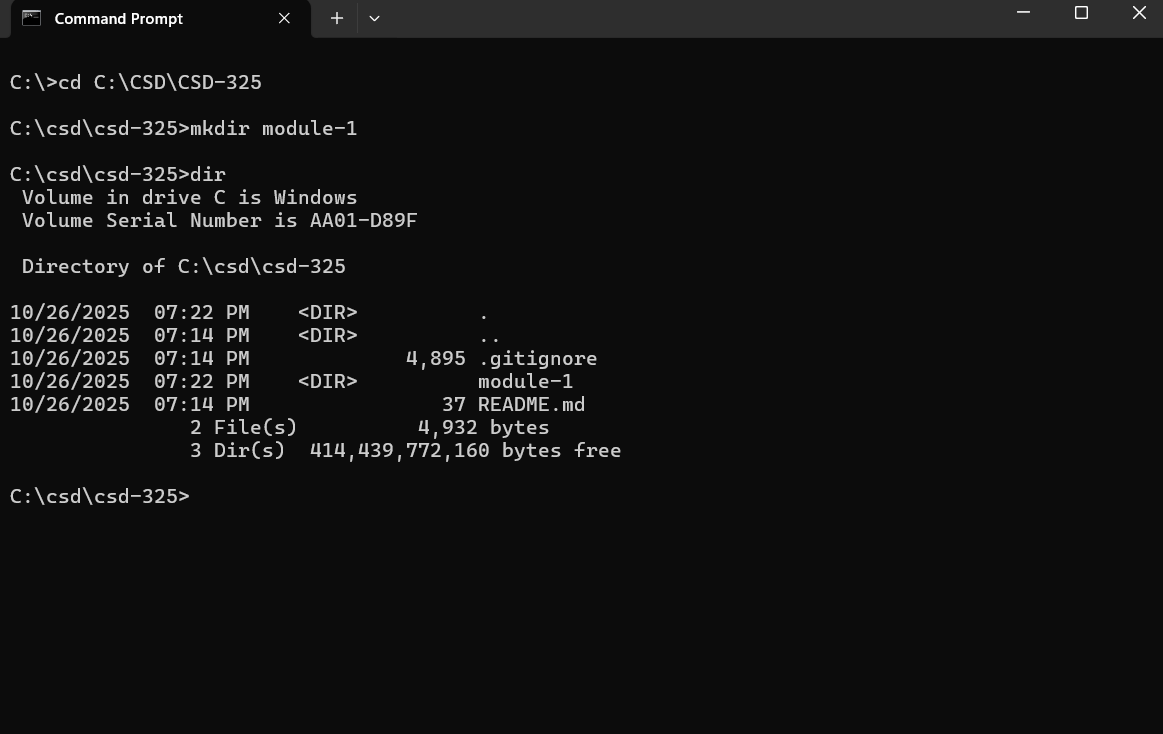 Command Prompt
C:\>cd C:\CSD\CSD-325
C:\csd\csd-325>mkdir module-1
C:\csd\csd-325>dir
 Volume in drive C is Windows
 Volume Serial Number is AA01-D89F
 Directory of C:\csd\csd-325
10/26/2025  07:22 PM    <DIR>          .
10/26/2025  07:14 PM    <DIR>          ..
10/26/2025  07:14 PM             4,895 .gitignore
10/26/2025  07:22 PM    <DIR>          module-1
10/26/2025  07:14 PM                37 README.md
               2 File(s)          4,932 bytes
               3 Dir(s)  414,439,772,160 bytes free
C:\csd\csd-325>